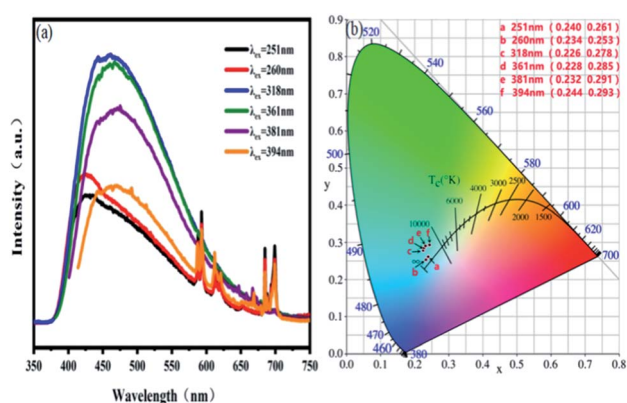 (a)
λex=251nm
λex=260nm
λex=318nm
λex=361nm
λex=381nm
λex=394nm
Intensity (a.u.)
350 400 450 500 550 600 650 700 750
Wavelength (nm)
(b)
a 251nm ( 0.240 0.261 )
b 260nm ( 0.234 0.253 )
c 318nm ( 0.226 0.278 )
d 361nm ( 0.228 0.285 )
e 381nm ( 0.232 0.291 )
f 394nm ( 0.244 0.293 )
0.9
0.8
0.7
0.6
0.5
y
0.4
0.3
0.2
0.1
0.0
0.0 0.1 0.2 0.3 0.4 0.5 0.6 0.7 0.8
x
520
540
560
500
580
600
620
700
490
480
470
460
380
Tc(°K)
2500
3000
4000
6000
10000
2000
1500
∞
a
b
c
d
e
f